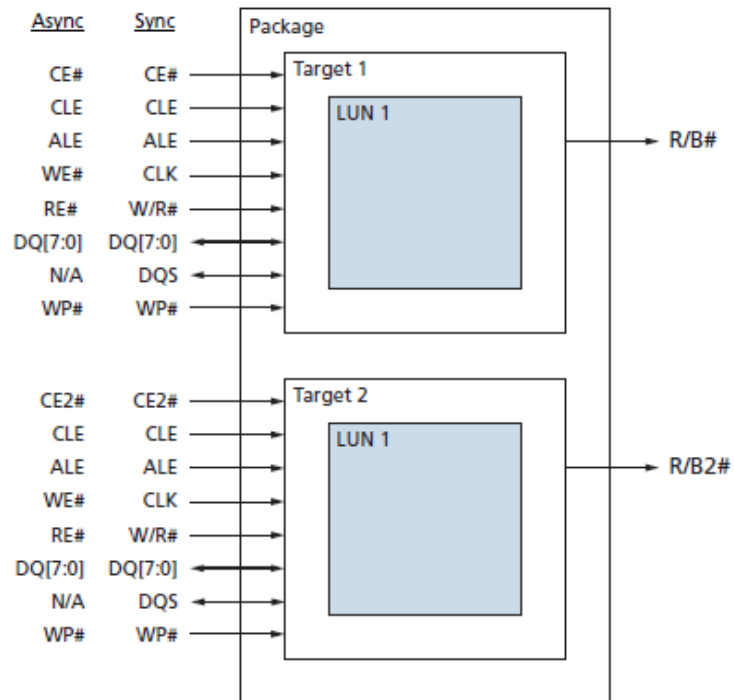 Async Sync Package
Target 1
CE# CE#
LUN 1
CLE CLE
ALE ALE R/B#
WE# CLK
RE# W/R#
DQ[7:0] DQ[7:0]
N/A DQS
WP# WP#
Target 2
CE2# CE2#
LUN 1
CLE CLE
ALE ALE R/B2#
WE# CLK
RE# W/R#
DQ[7:0] DQ[7:0]
N/A DQS
WP# WP#